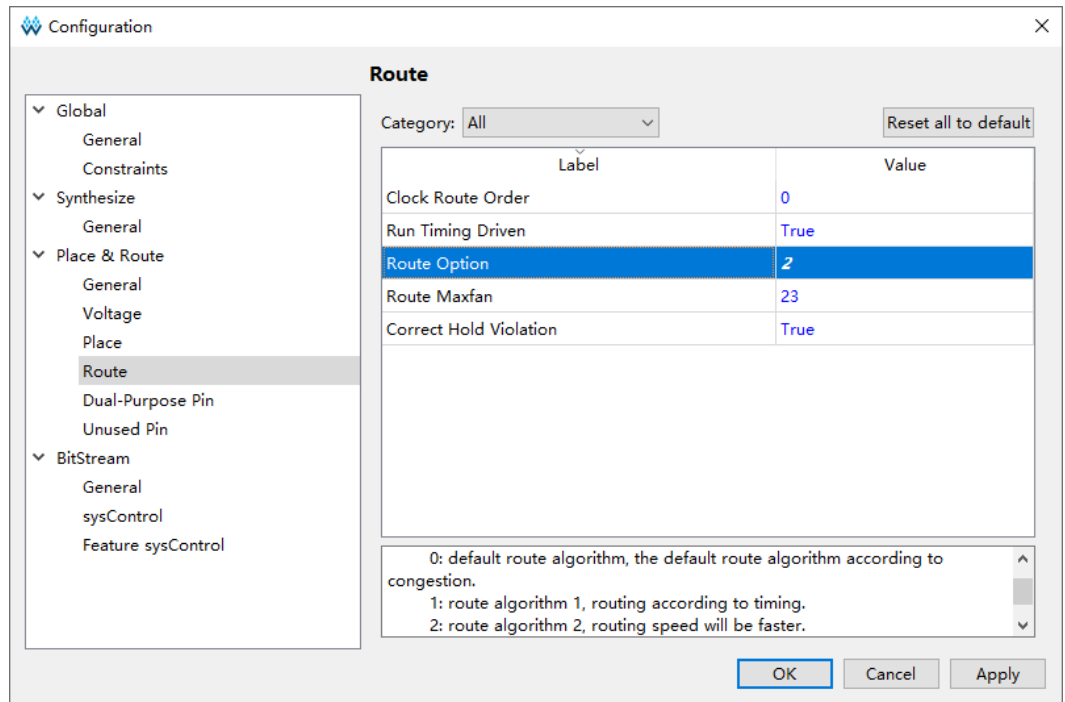 Configuration
Route
Global
General
Constraints
Synthesize
General
Place & Route
General
Voltage
Place
Route
Dual-Purpose Pin
Unused Pin
BitStream
General
sysControl
Feature sysControl
Category: All
Reset all to default
Label Value
Clock Route Order 0
Run Timing Driven True
Route Option 2
Route Maxfan 23
Correct Hold Violation True
0: default route algorithm, the default route algorithm according to
congestion.
1: route algorithm 1, routing according to timing.
2: route algorithm 2, routing speed will be faster.
OK Cancel Apply